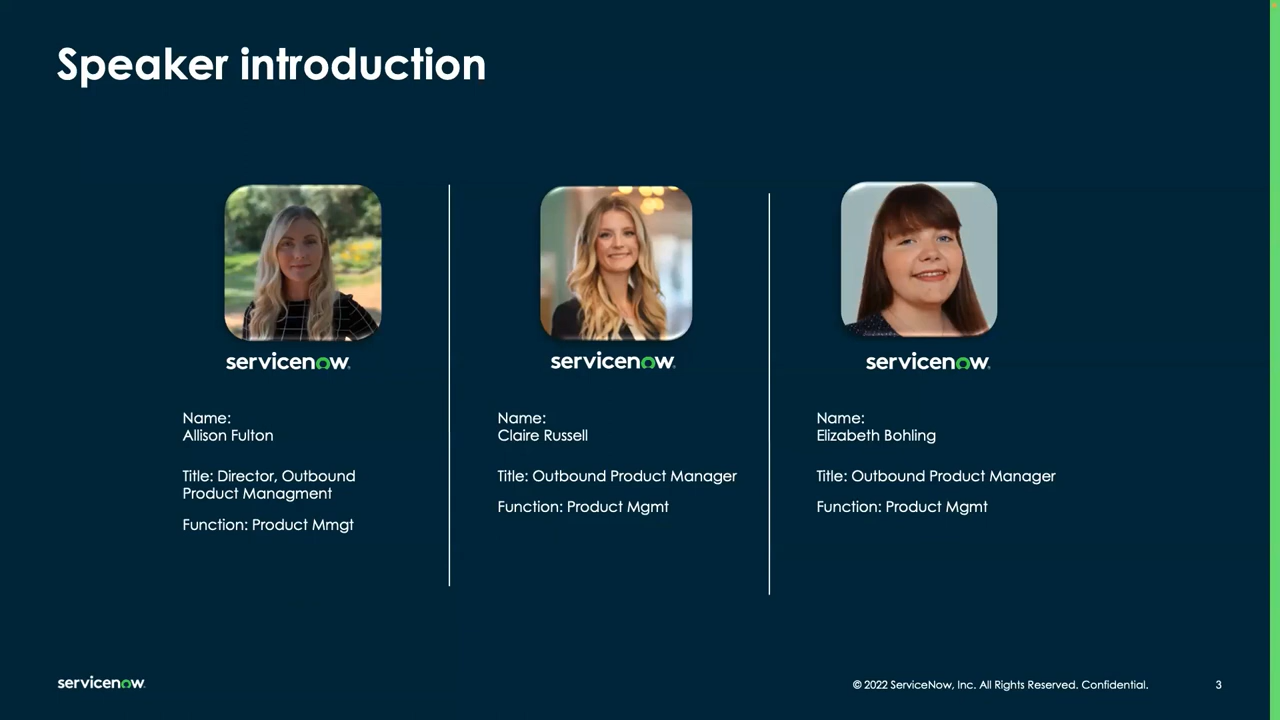 Speaker introduction
servicenow
servicenow
servicenow
Name:
Allison Fulton
Title: Director, Outbound
Product Managment
Function: Product Mmgt
Name:
Claire Russell
Title: Outbound Product Manager
Function: Product Mgmt
Name:
Elizabeth Bohling
Title: Outbound Product Manager
Function: Product Mgmt
servicenow
© 2022 ServiceNow, Inc. All Rights Reserved. Confidential.
3